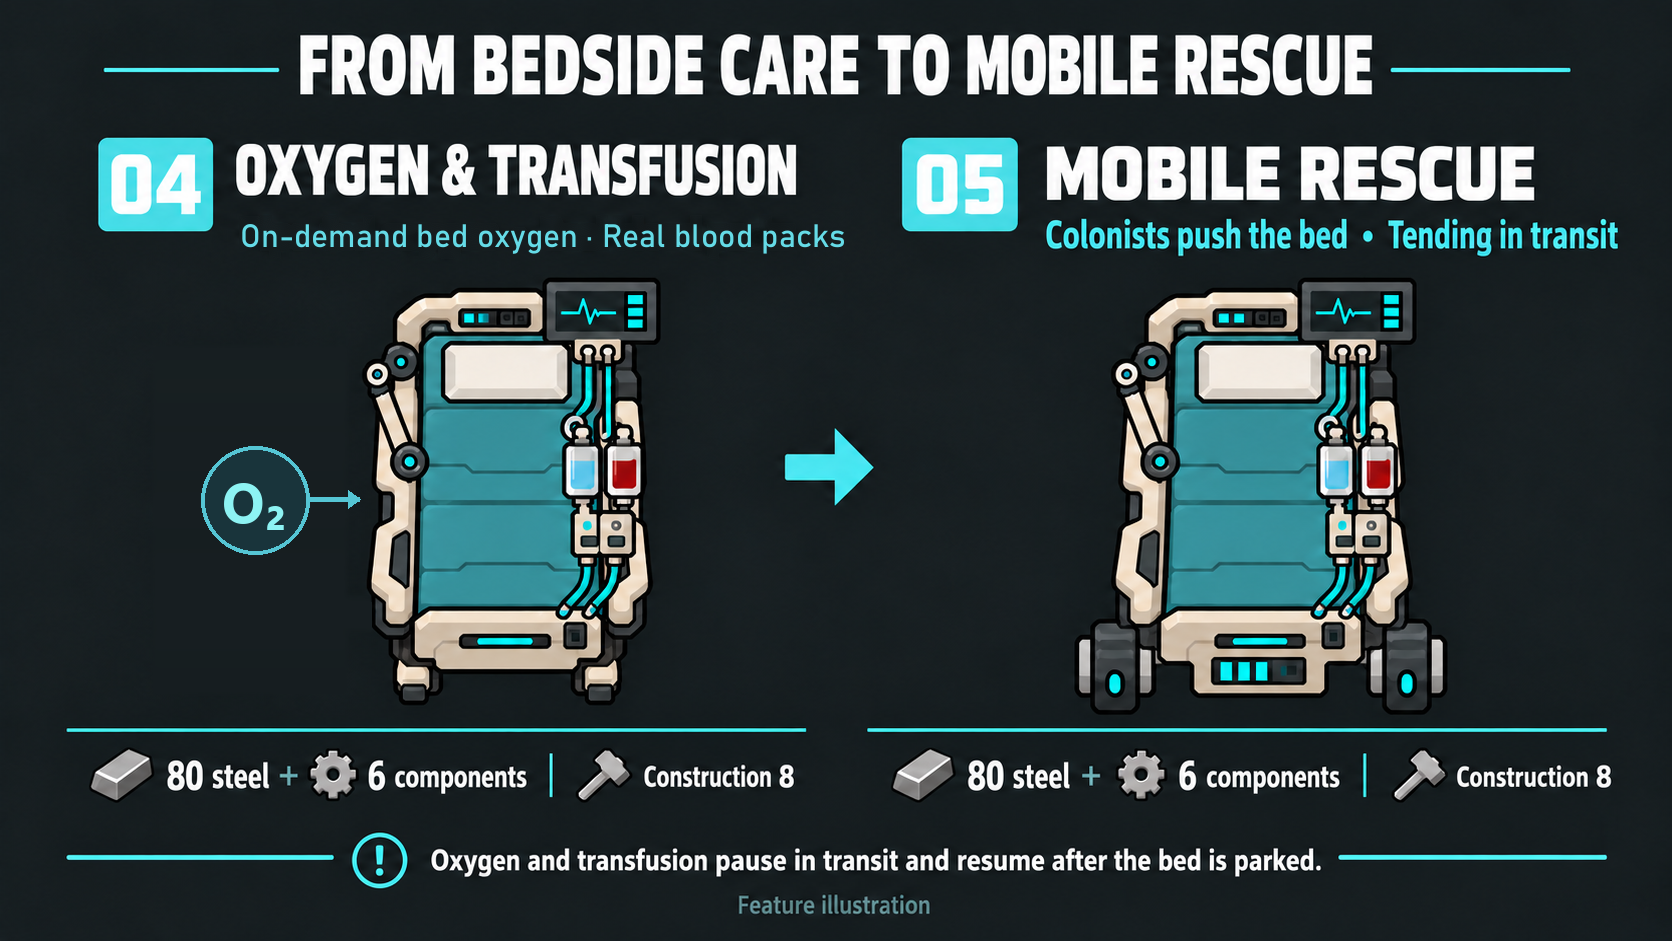 FROM BEDSIDE CARE TO MOBILE RESCUE
04 OXYGEN & TRANSFUSION
On-demand bed oxygen · Real blood packs
05 MOBILE RESCUE
Colonists push the bed • Tending in transit
O₂
80 steel + 6 components | Construction 8
80 steel + 6 components | Construction 8
! Oxygen and transfusion pause in transit and resume after the bed is parked.
Feature illustration